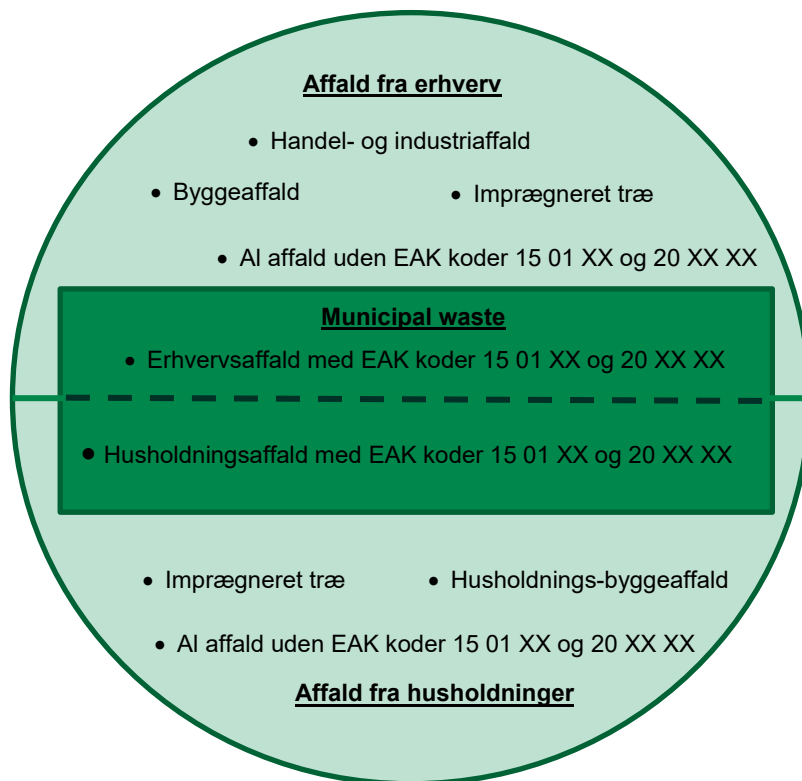 Affald fra erhverv
• Handel- og industriaffald
• Byggeaffald
• Imprægneret træ
• Al affald uden EAK koder 15 01 XX og 20 XX XX
Municipal waste
• Erhvervsaffald med EAK koder 15 01 XX og 20 XX XX
• Husholdningsaffald med EAK koder 15 01 XX og 20 XX XX
• Imprægneret træ
• Husholdnings-byggeaffald
• Al affald uden EAK koder 15 01 XX og 20 XX XX
Affald fra husholdninger